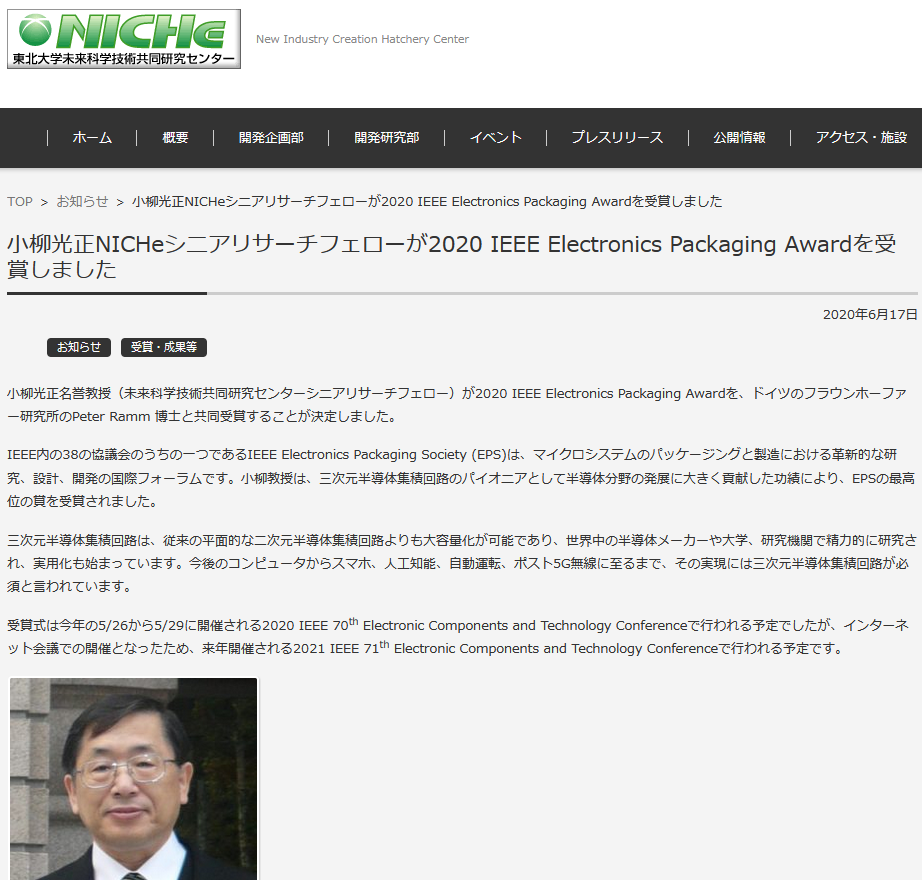 NICHe
東北大学未来科学技術共同研究センター
New Industry Creation Hatchery Center
ホーム
概要
開発企画部
開発研究部
イベント
プレスリリース
公開情報
アクセス・施設
TOP > お知らせ > 小柳光正NICHeシニアリサーチフェローが2020 IEEE Electronics Packaging Awardを受賞しました
小柳光正NICHeシニアリサーチフェローが2020 IEEE Electronics Packaging Awardを受
賞しました
2020年6月17日
お知らせ
受賞・成果等
小柳光正名誉教授（未来科学技術共同研究センターシニアリサーチフェロー）が2020 IEEE Electronics Packaging Awardを、ドイツのフラウンホーファ
ー研究所のPeter Ramm 博士と共同受賞することが決定しました。
IEEE内の38の協議会のうちの一つであるIEEE Electronics Packaging Society (EPS)は、マイクロシステムのパッケージングと製造における革新的な研
究、設計、開発の国際フォーラムです。小柳教授は、三次元半導体集積回路のパイオニアとして半導体分野の発展に大きく貢献した功績により、EPSの最高
位の賞を受賞されました。
三次元半導体集積回路は、従来の平面的な二次元半導体集積回路よりも大容量化が可能であり、世界中の半導体メーカーや大学、研究機関で精力的に研究さ
れ、実用化も始まっています。今後のコンピュータからスマホ、人工知能、自動運転、ポスト5G無線に至るまで、その実現には三次元半導体集積回路が必
須と言われています。
受賞式は今年の5/26から5/29に開催される2020 IEEE 70th Electronic Components and Technology Conferenceで行われる予定でしたが、インターネ
ット会議での開催となったため、来年開催される2021 IEEE 71th Electronic Components and Technology Conferenceで行われる予定です。